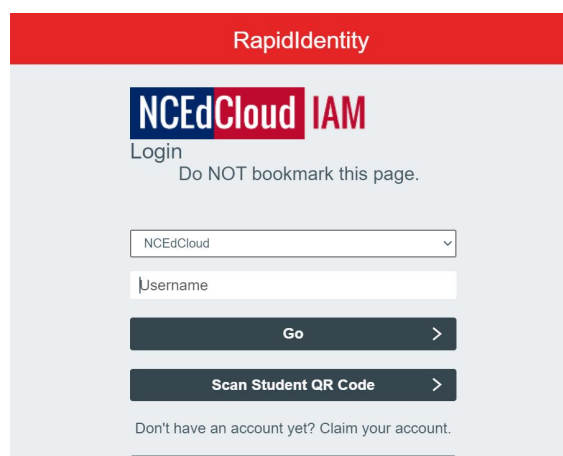 RapidIdentity
NCEdCloud IAM
Login
Do NOT bookmark this page.
NCEdCloud
Username
Go
Scan Student QR Code
Don't have an account yet? Claim your account.